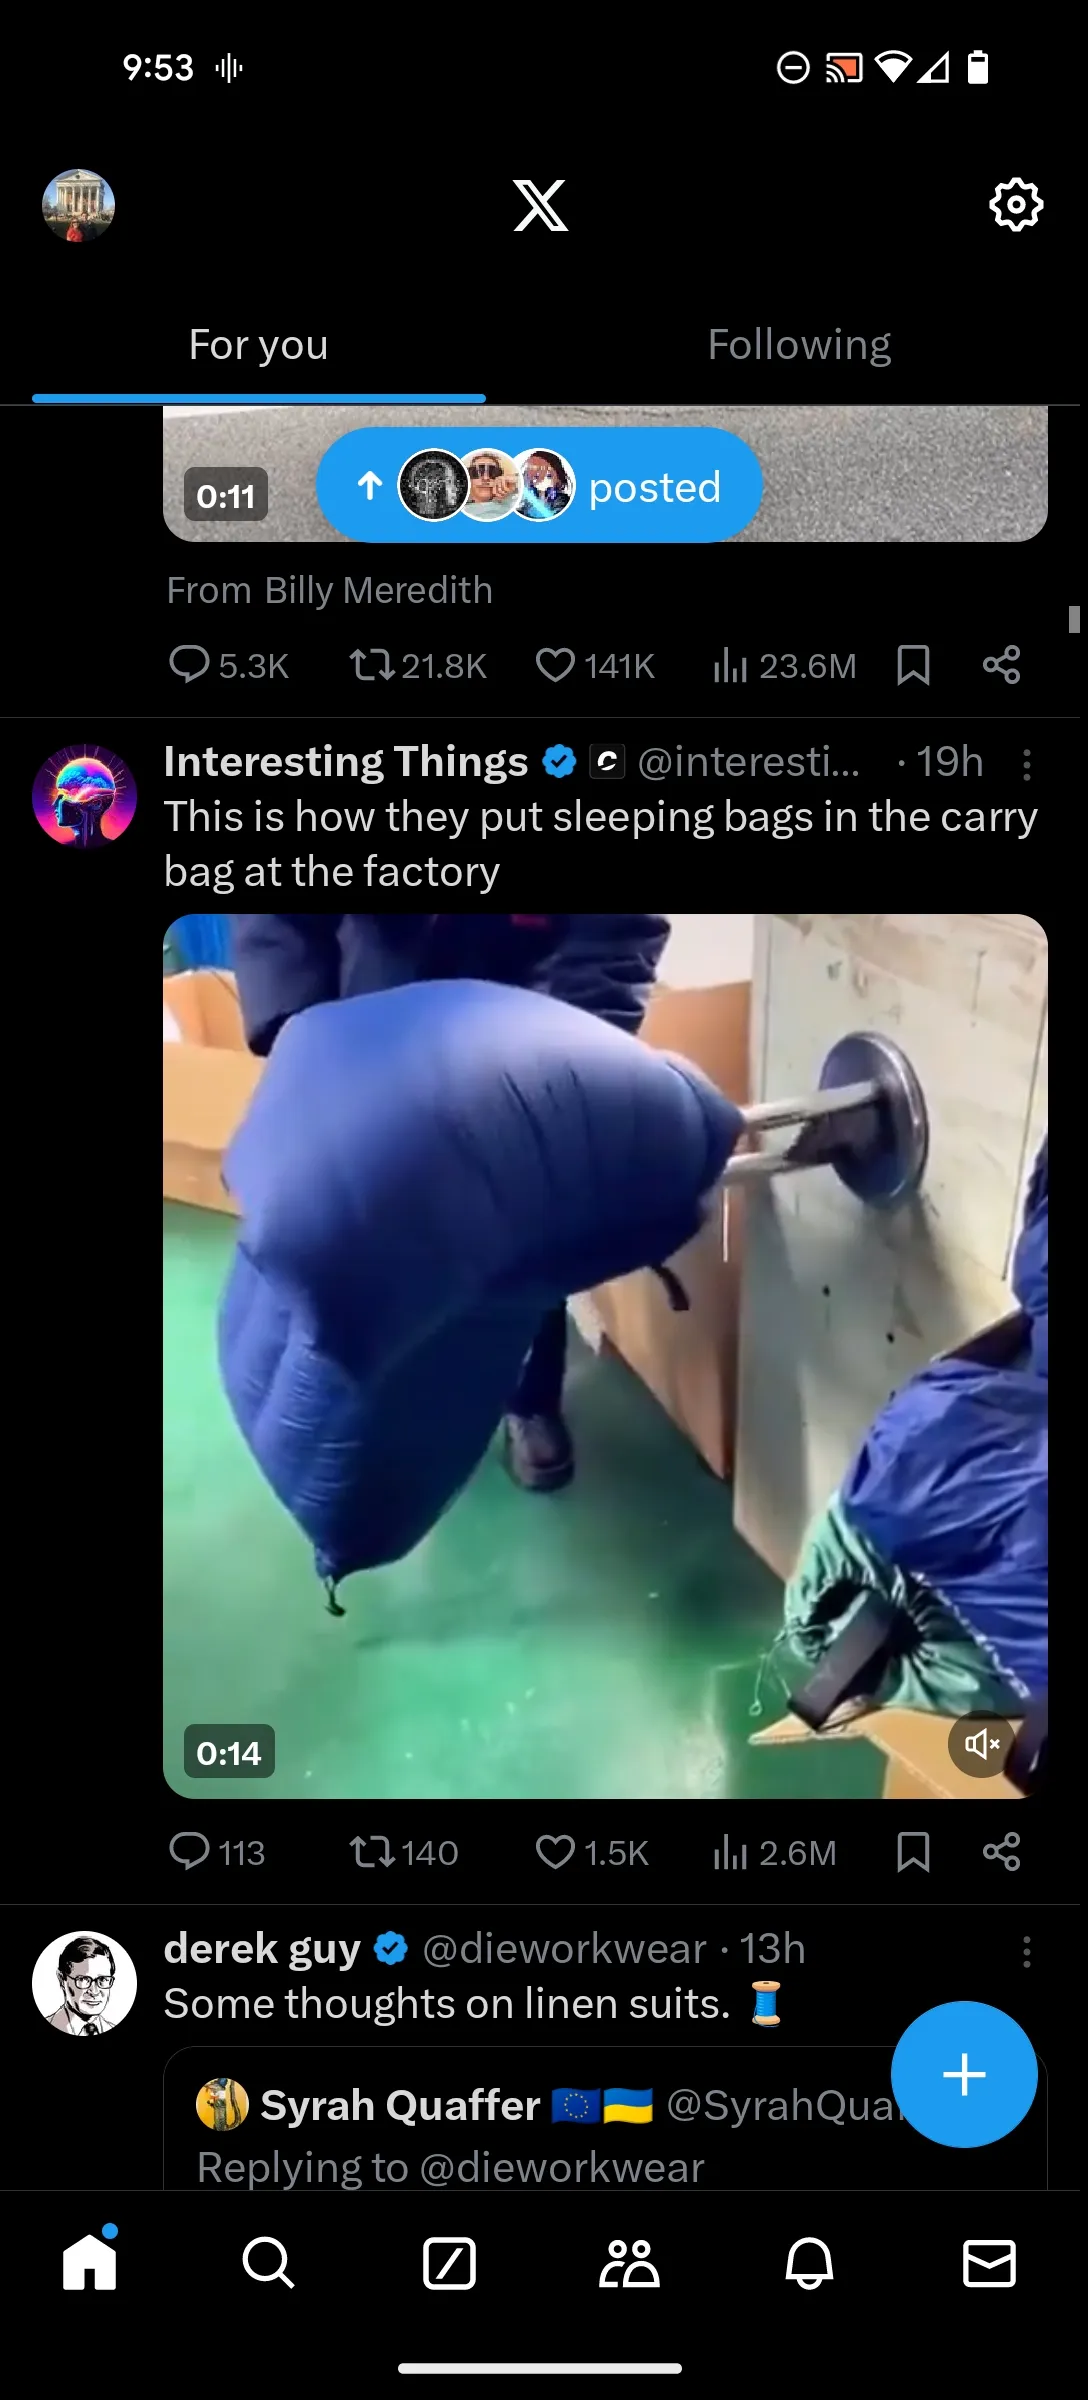 9:53
For you
Following
0:11
posted
From Billy Meredith
5.3K 21.8K 141K 23.6M
Interesting Things @interesti... · 19h
This is how they put sleeping bags in the carry
bag at the factory
0:14
113 140 1.5K 2.6M
derek guy @dieworkwear · 13h
Some thoughts on linen suits.
Syrah Quaffer @SyrahQua
Replying to @dieworkwear